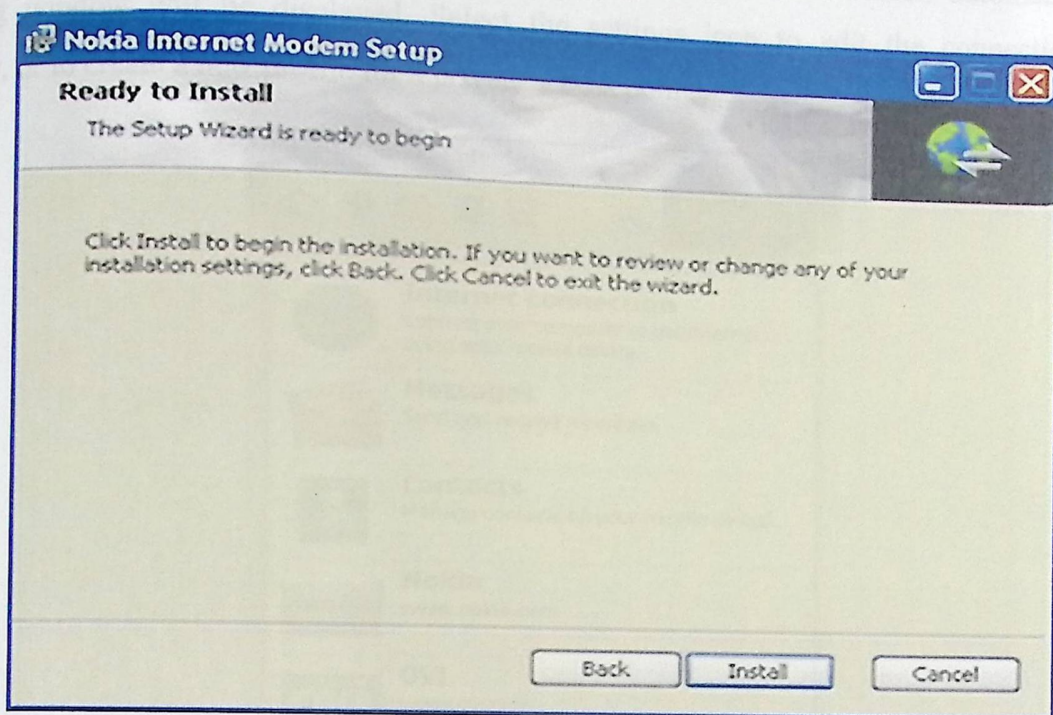 Nokia Internet Modem Setup
Ready to Install
The Setup Wizard is ready to begin
Click Install to begin the installation. If you want to review or change any of your
installation settings, click Back. Click Cancel to exit the wizard.
Back Install Cancel